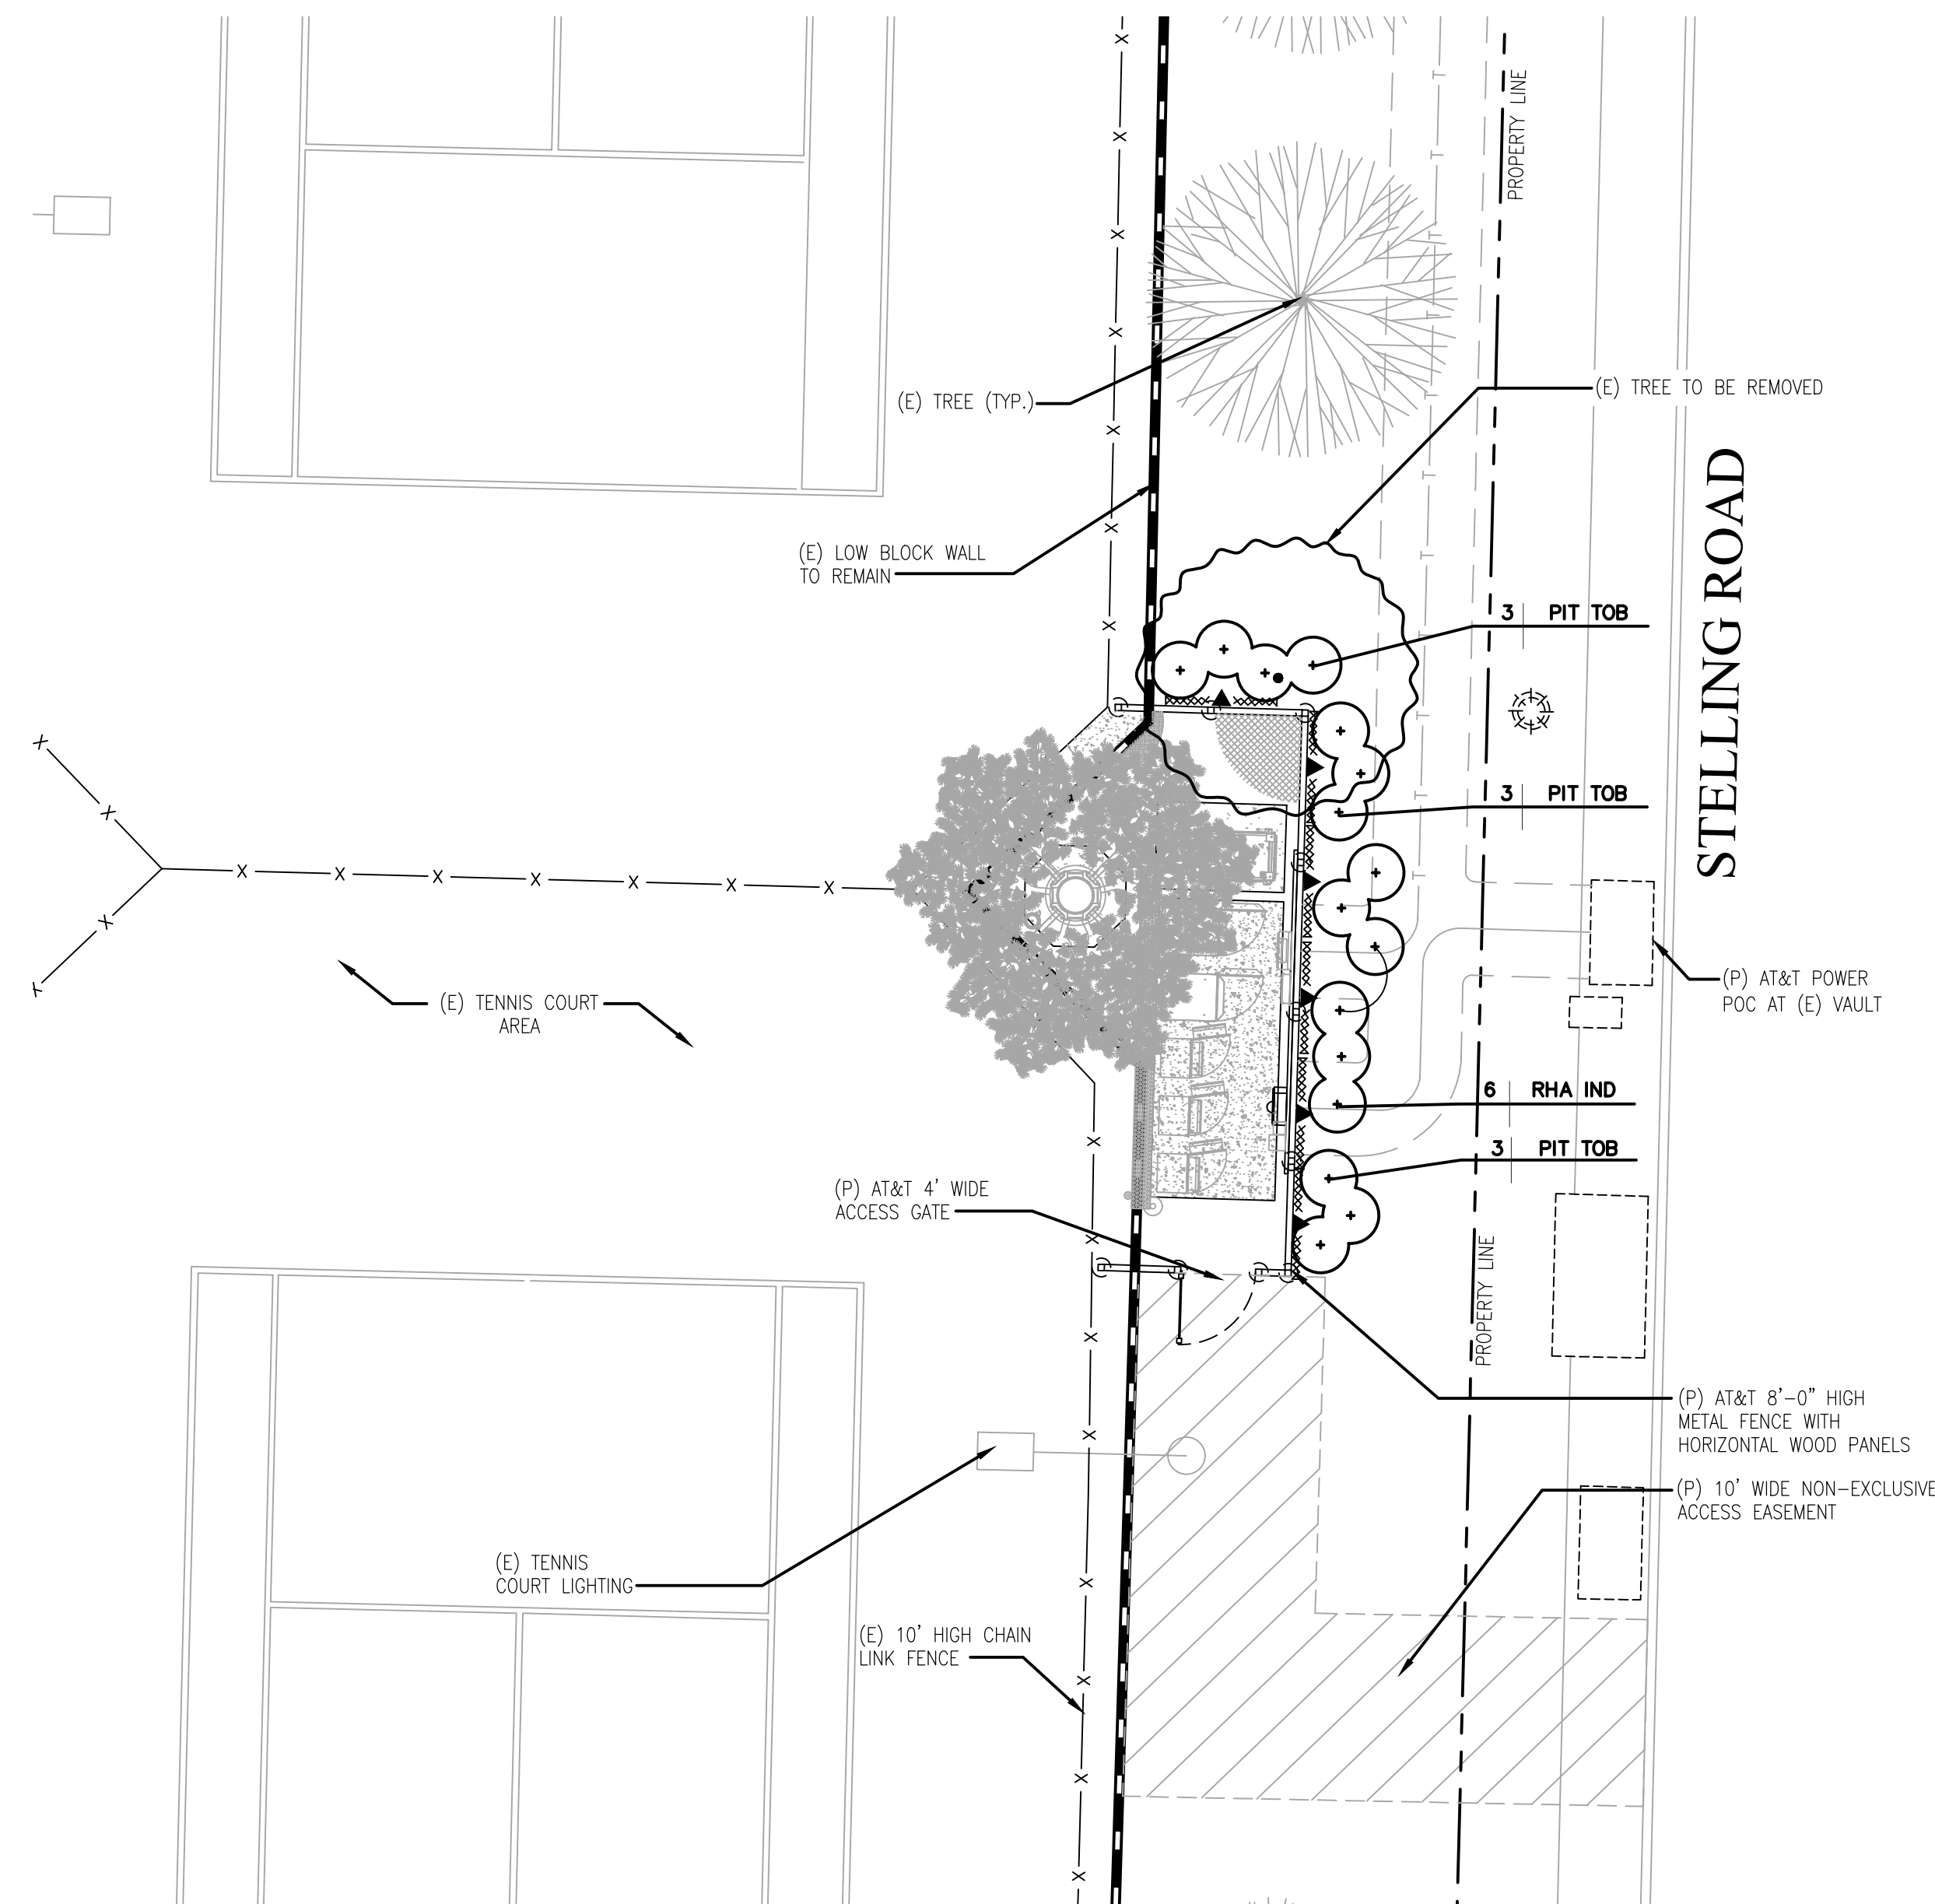 PROPERTY LINE
(E) TREE (TYP.)
(E) TREE TO BE REMOVED
STELLING ROAD
(E) LOW BLOCK WALL
TO REMAIN
3 PIT TOB
3 PIT TOB
(E) TENNIS COURT
AREA
(P) AT&T POWER
POC AT (E) VAULT
6 RHA IND
3 PIT TOB
(P) AT&T 4' WIDE
ACCESS GATE
PROPERTY LINE
(P) AT&T 8'-0" HIGH
METAL FENCE WITH
HORIZONTAL WOOD PANELS
(P) 10' WIDE NON-EXCLUSIVE
ACCESS EASEMENT
(E) TENNIS
COURT LIGHTING
(E) 10' HIGH CHAIN
LINK FENCE